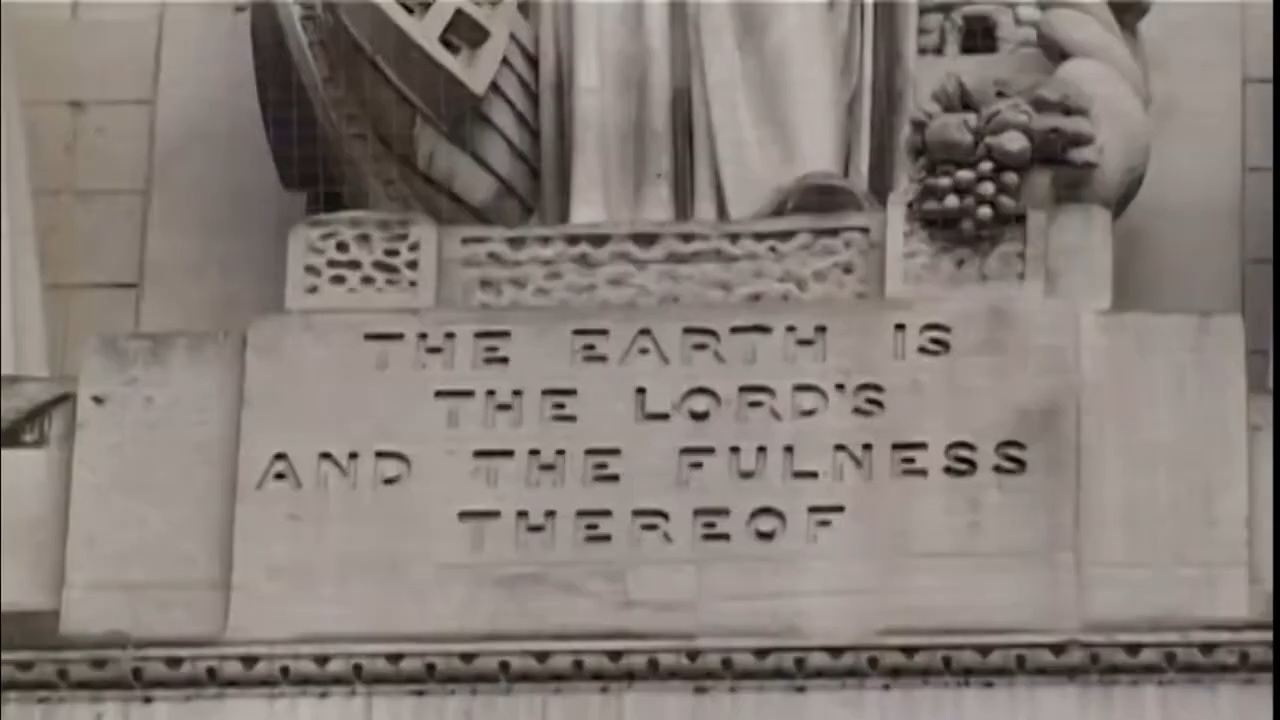 THE EARTH IS
THE LORD'S
AND THE FULNESS
THEREOF